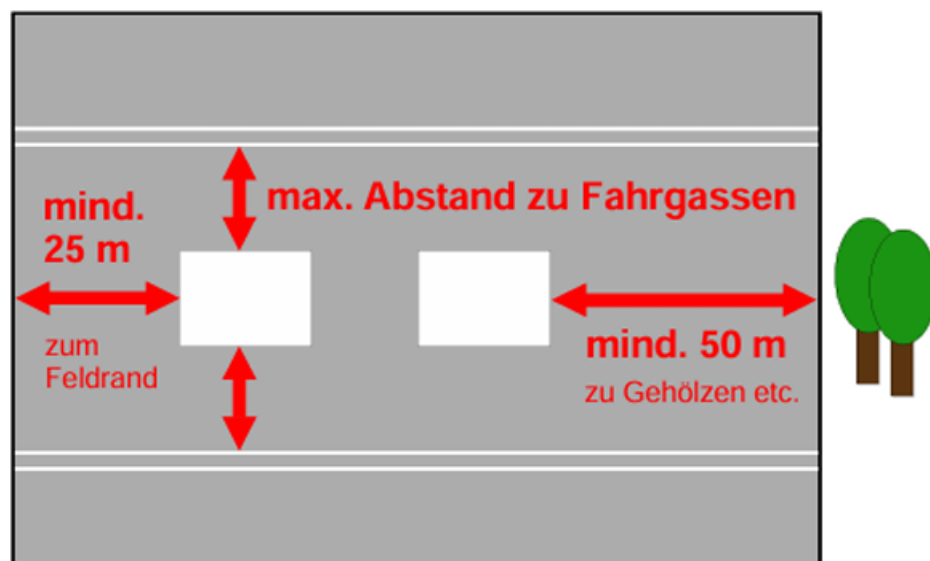 max. Abstand zu Fahrgassen
mind.
25 m
zum
Feldrand
mind. 50 m
zu Gehölzen etc.